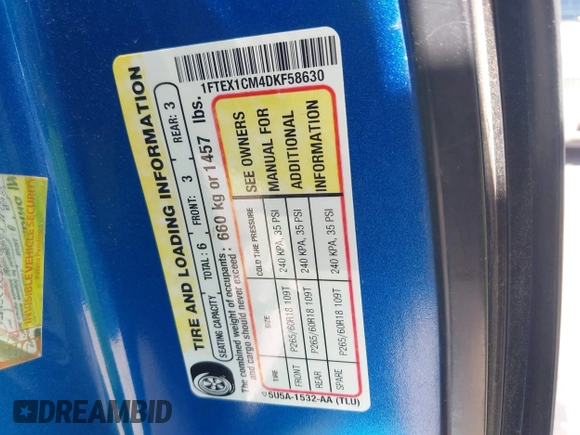 1FTEX1CM4DKF58630
TIRE AND LOADING INFORMATION
SEATING CAPACITY TOTAL: 6 FRONT: 3 REAR: 3
The combined weight of occupants and cargo should never exceed : 660 kg or 1457 lbs.
TIRE SIZE COLD TIRE PRESSURE
FRONT P265/60R18 109T 240 KPA, 35 PSI
REAR P265/60R18 109T 240 KPA, 35 PSI
SPARE P265/60R18 109T 240 KPA, 35 PSI
SEE OWNERS
MANUAL FOR
ADDITIONAL
INFORMATION
5U5A-1532-AA (TLU)
INVISIBLE VEHICLE SECURITY
DREAMBID